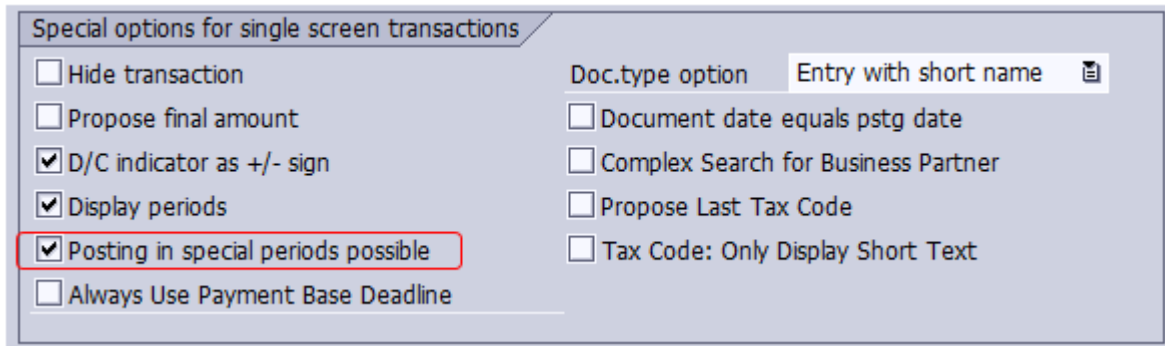 Special options for single screen transactions
Hide transaction
Doc.type option Entry with short name
Propose final amount
Document date equals pstg date
D/C indicator as +/- sign
Complex Search for Business Partner
Display periods
Propose Last Tax Code
Posting in special periods possible
Tax Code: Only Display Short Text
Always Use Payment Base Deadline